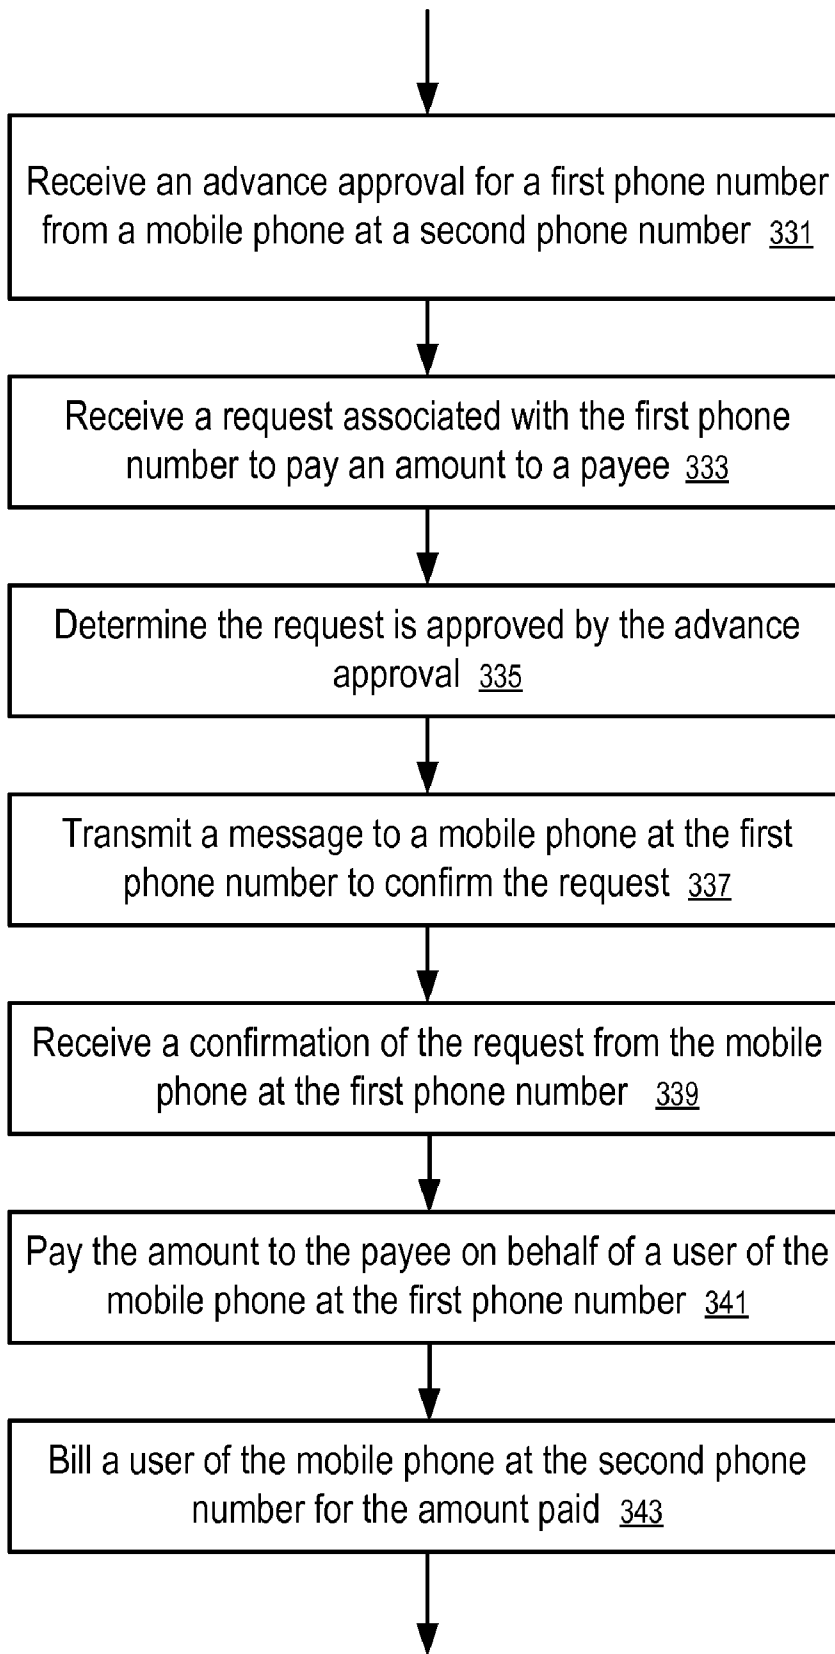 Receive an advance approval for a first phone number
from a mobile phone at a second phone number 331
Receive a request associated with the first phone
number to pay an amount to a payee 333
Determine the request is approved by the advance
approval 335
Transmit a message to a mobile phone at the first
phone number to confirm the request 337
Receive a confirmation of the request from the mobile
phone at the first phone number 339
Pay the amount to the payee on behalf of a user of the
mobile phone at the first phone number 341
Bill a user of the mobile phone at the second phone
number for the amount paid 343